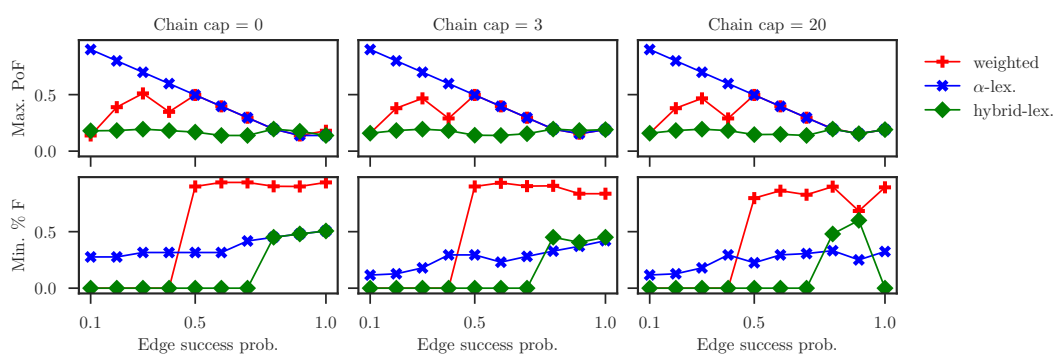 Chain cap = 0
Chain cap = 3
Chain cap = 20
Max. PoF
0.5
0.0
weighted
α-lex.
hybrid-lex.
Min. % F
0.5
0.0
0.1 0.5 1.0
0.1 0.5 1.0
0.1 0.5 1.0
Edge success prob.
Edge success prob.
Edge success prob.